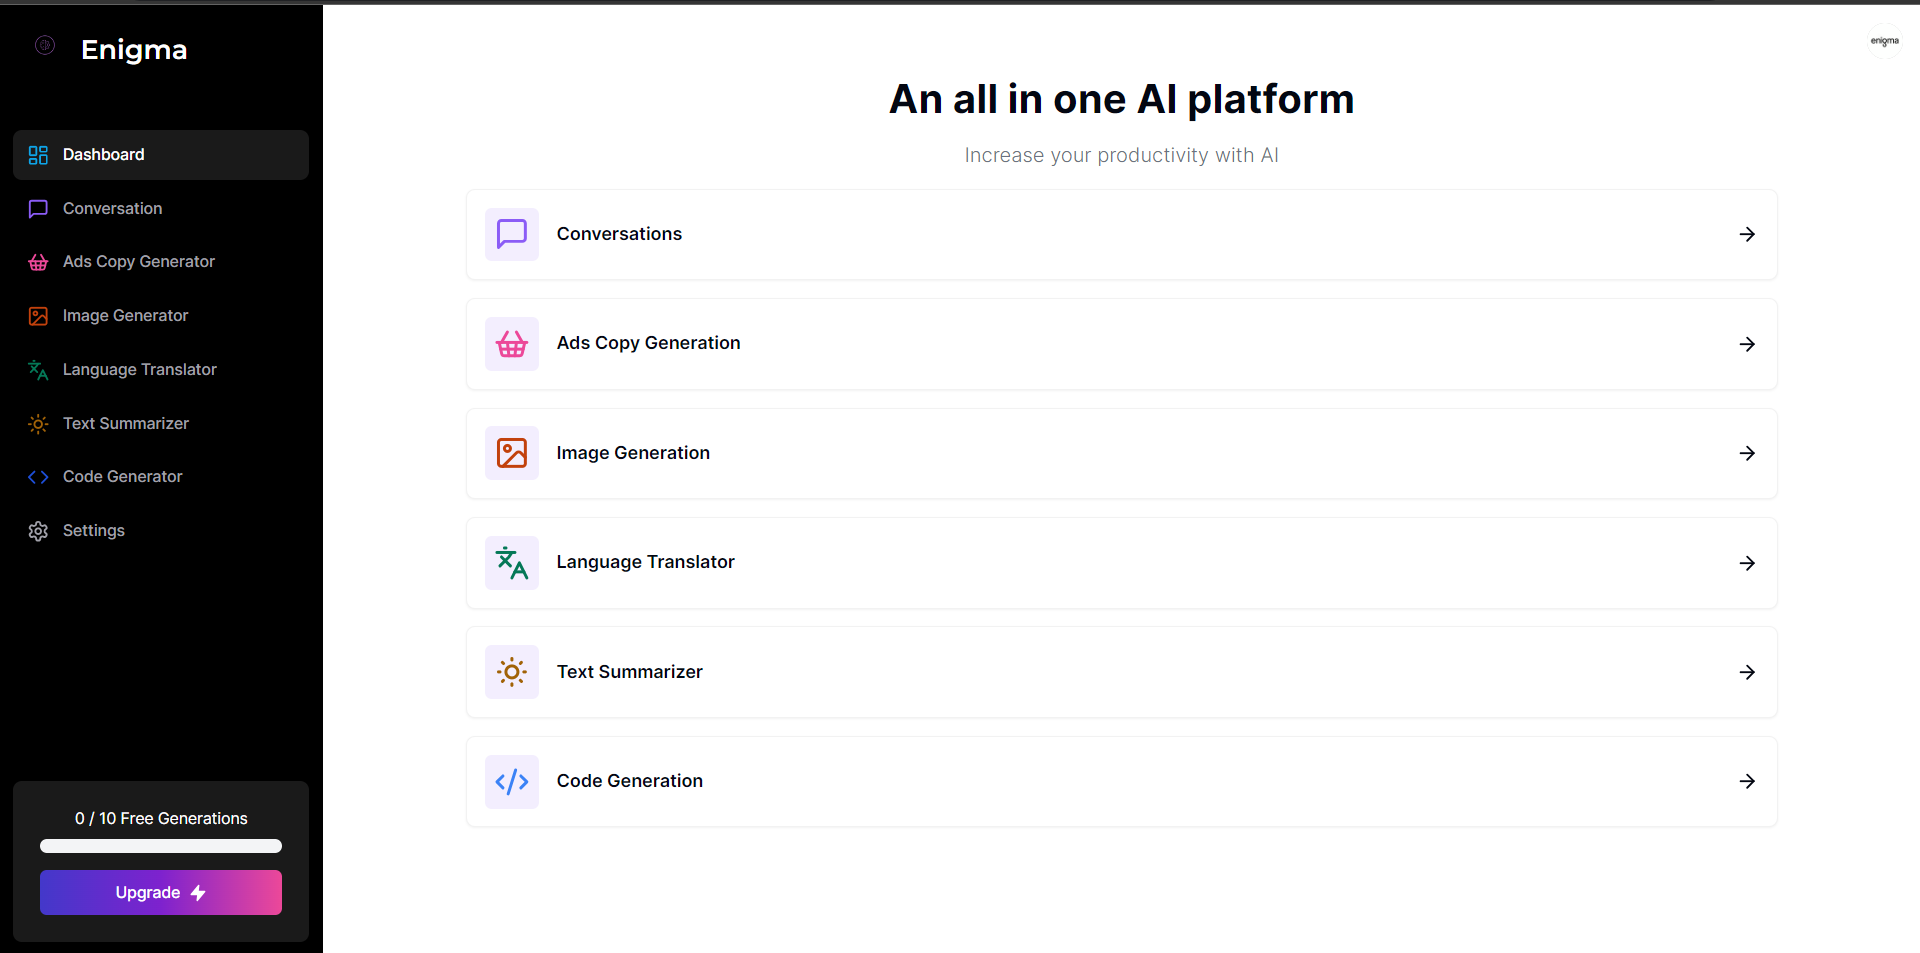 Enigma
Dashboard
Conversation
Ads Copy Generator
Image Generator
Language Translator
Text Summarizer
Code Generator
Settings
0 / 10 Free Generations
Upgrade
enigma
An all in one AI platform
Increase your productivity with AI
Conversations
Ads Copy Generation
Image Generation
Language Translator
Text Summarizer
Code Generation